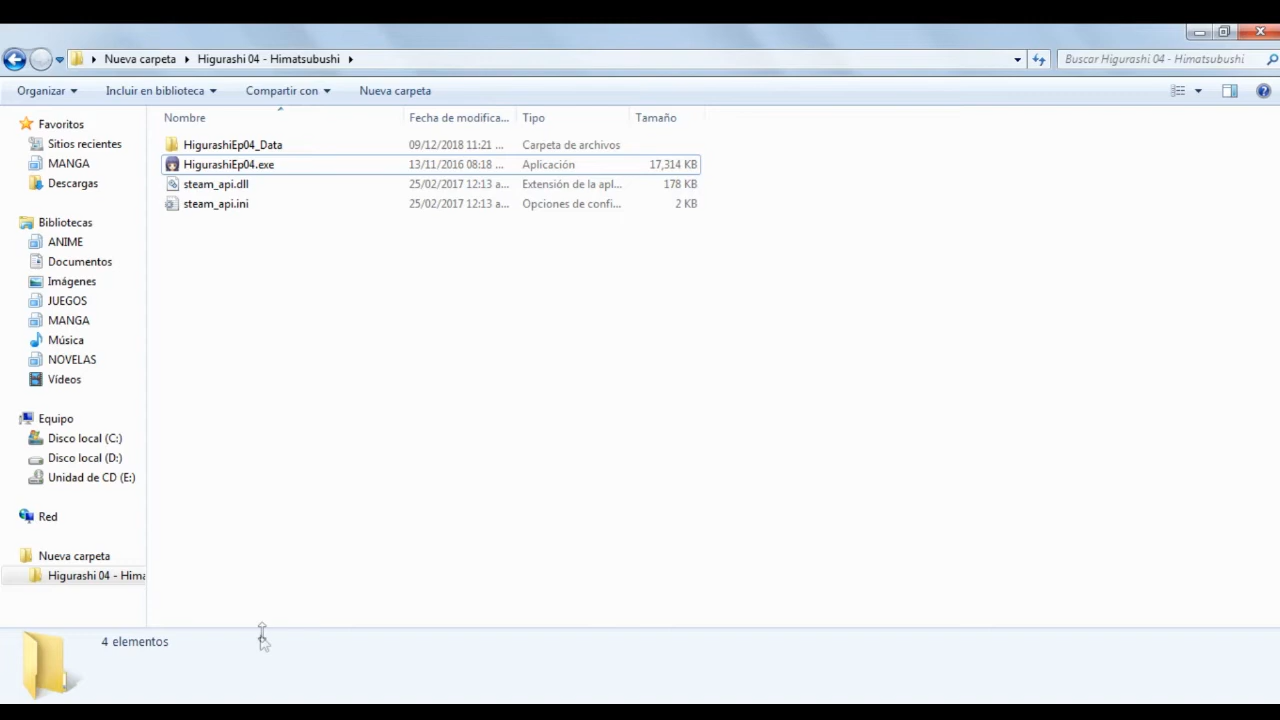 Nueva carpeta Higurashi 04 - Himatsubushi
Buscar Higurashi 04 - Himatsubushi
Organizar Incluir en biblioteca Compartir con Nueva carpeta
Nombre Fecha de modifica... Tipo Tamaño
HigurashiEp04_Data 09/12/2018 11:21 ... Carpeta de archivos
HigurashiEp04.exe 13/11/2016 08:18 ... Aplicación 17,314 KB
steam_api.dll 25/02/2017 12:13 a... Extensión de la apl... 178 KB
steam_api.ini 25/02/2017 12:13 a... Opciones de confi... 2 KB
Favoritos
Sitios recientes
MANGA
Descargas
Bibliotecas
ANIME
Documentos
Imágenes
JUEGOS
MANGA
Música
NOVELAS
Vídeos
Equipo
Disco local (C:)
Disco local (D:)
Unidad de CD (E:)
Red
Nueva carpeta
Higurashi 04 - Hima
4 elementos